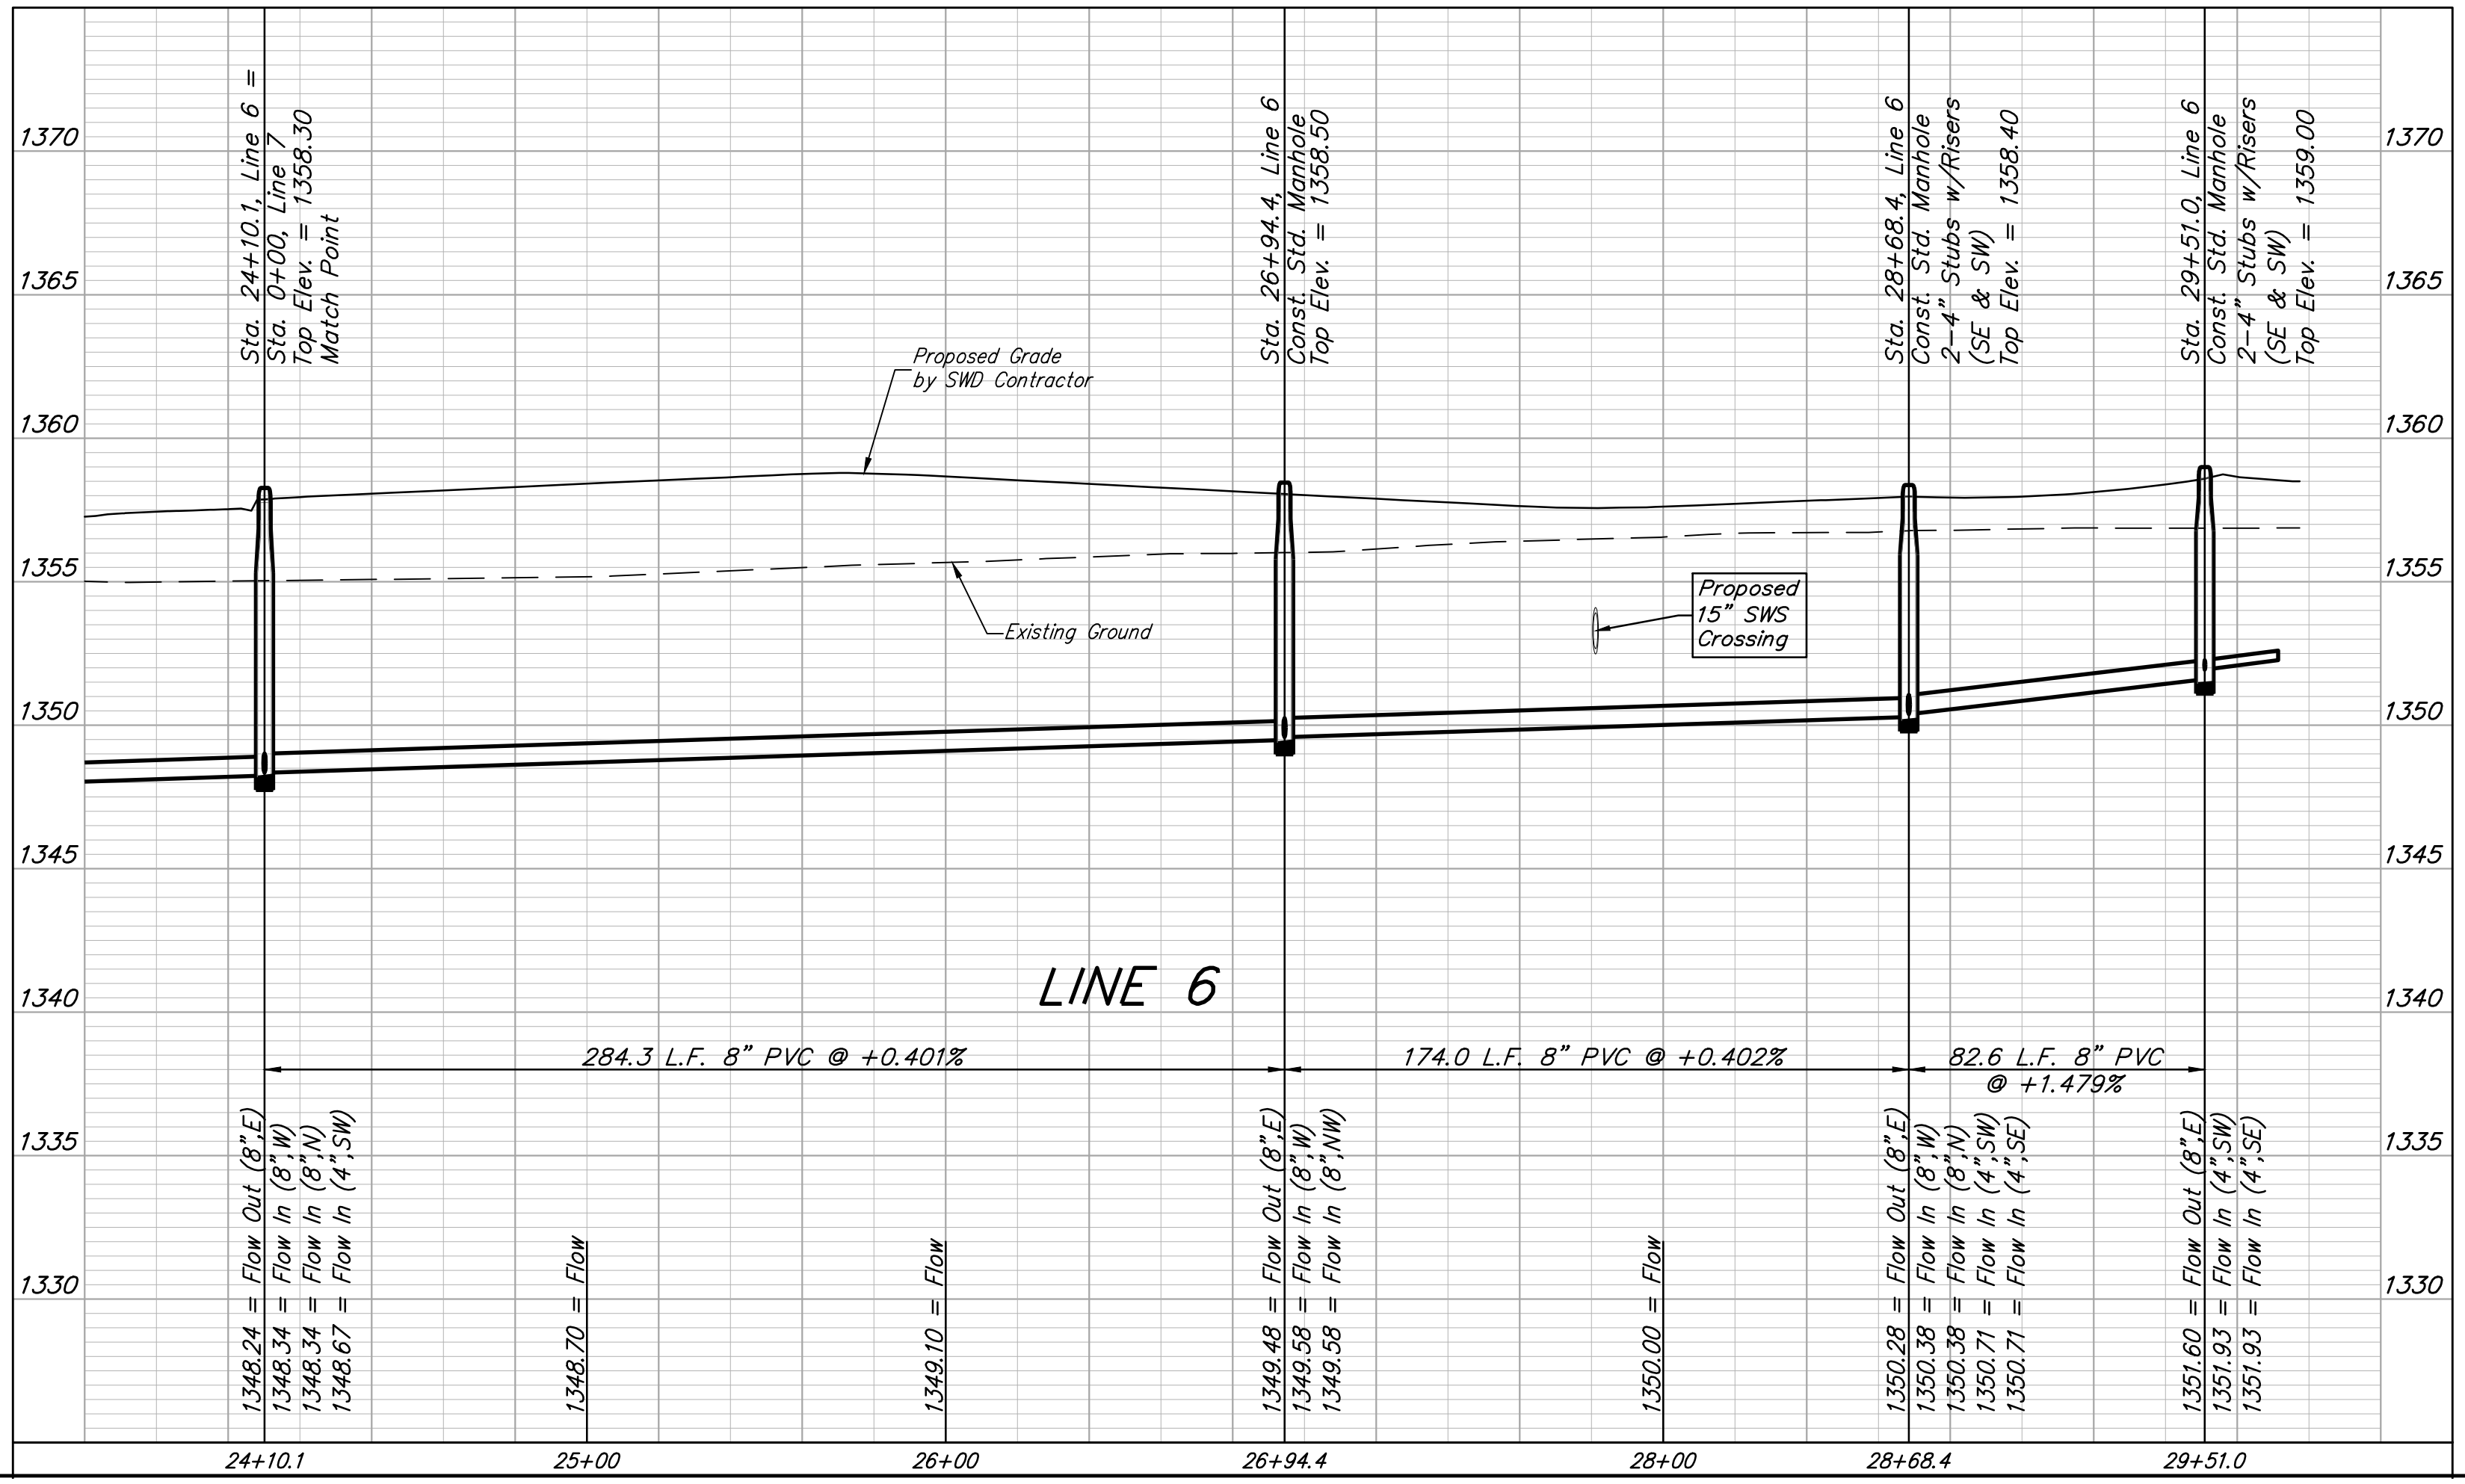 Sta. 24+10.1, Line 6 =
Sta. 0+00, Line 7
Top Elev. = 1358.30
Match Point
Sta. 26+94.4, Line 6
Const. Std. Manhole
Top Elev. = 1358.50
Sta. 28+68.4, Line 6
Const. Std. Manhole
2-4" Stubs w/Risers
(SE & SW)
Top Elev. = 1358.40
Sta. 29+51.0, Line 6
Const. Std. Manhole
2-4" Stubs w/Risers
(SE & SW)
Top Elev. = 1359.00
1370
1370
1365
1365
1360
1360
1355
1355
1350
1350
1345
1345
1340
1340
1335
1335
1330
1330
Proposed Grade
by SWD Contractor
Existing Ground
Proposed
15" SWS
Crossing
LINE 6
284.3 L.F. 8" PVC @ +0.401%
174.0 L.F. 8" PVC @ +0.402%
82.6 L.F. 8" PVC
@ +1.479%
1348.24 = Flow Out (8",E)
1348.34 = Flow In (8",W)
1348.34 = Flow In (8",N)
1348.67 = Flow In (4",SW)
1348.70 = Flow
1349.10 = Flow
1349.48 = Flow Out (8",E)
1349.58 = Flow In (8",W)
1349.58 = Flow In (8",NW)
1350.00 = Flow
1350.28 = Flow Out (8",E)
1350.38 = Flow In (8",W)
1350.38 = Flow In (8",N)
1350.71 = Flow In (4",SW)
1350.71 = Flow In (4",SE)
1351.60 = Flow Out (8",E)
1351.93 = Flow In (4",SW)
1351.93 = Flow In (4",SE)
24+10.1
25+00
26+00
26+94.4
28+00
28+68.4
29+51.0